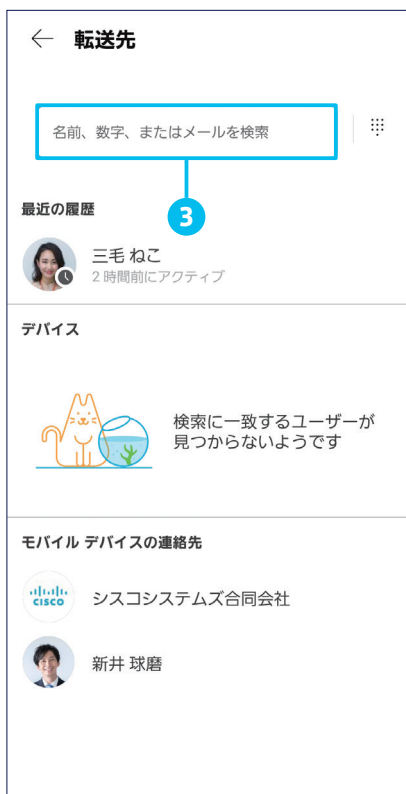 転送先
名前、数字、またはメールを検索
3
最近の履歴
三毛 ねこ
2 時間前にアクティブ
デバイス
検索に一致するユーザーが
見つからないようです
モバイル デバイスの連絡先
CISCO
シスコシステムズ合同会社
新井 球磨